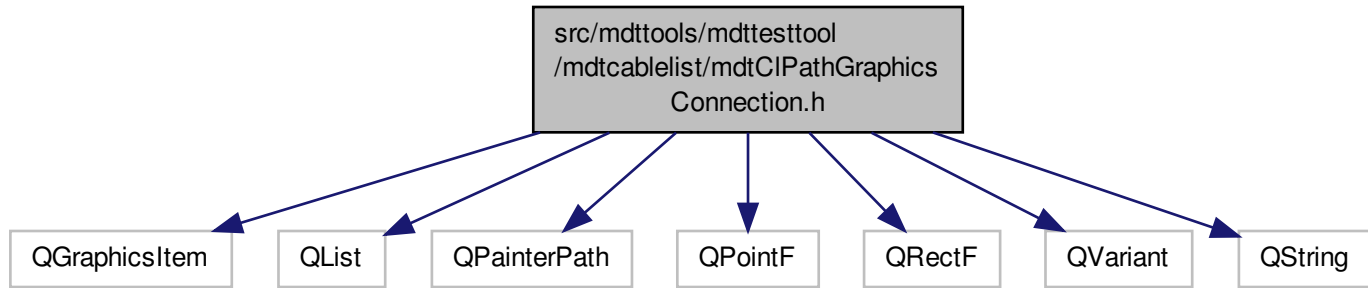 src/mdttools/mdttesttool
/mdtcablelist/mdtClPathGraphics
Connection.h
QGraphicsItem
QList
QPainterPath
QPointF
QRectF
QVariant
QString